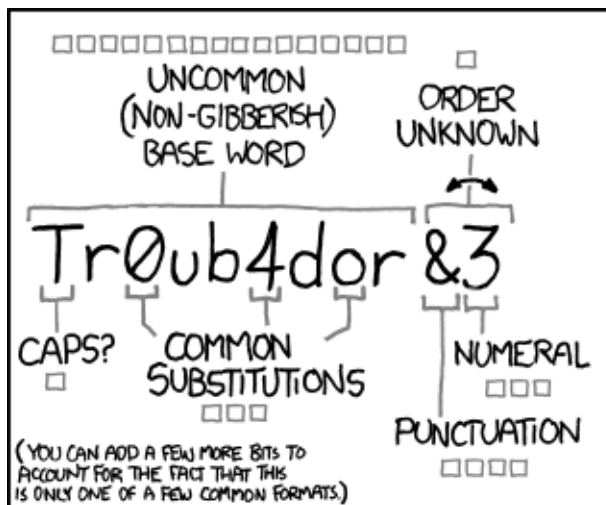 UNCOMMON
(NON-GIBBERISH)
BASE WORD
ORDER
UNKNOWN
Tr0ub4dor &3
CAPS?
COMMON
SUBSTITUTIONS
NUMERAL
PUNCTUATION
(YOU CAN ADD A FEW MORE BITS TO
ACCOUNT FOR THE FACT THAT THIS
IS ONLY ONE OF A FEW COMMON FORMATS.)